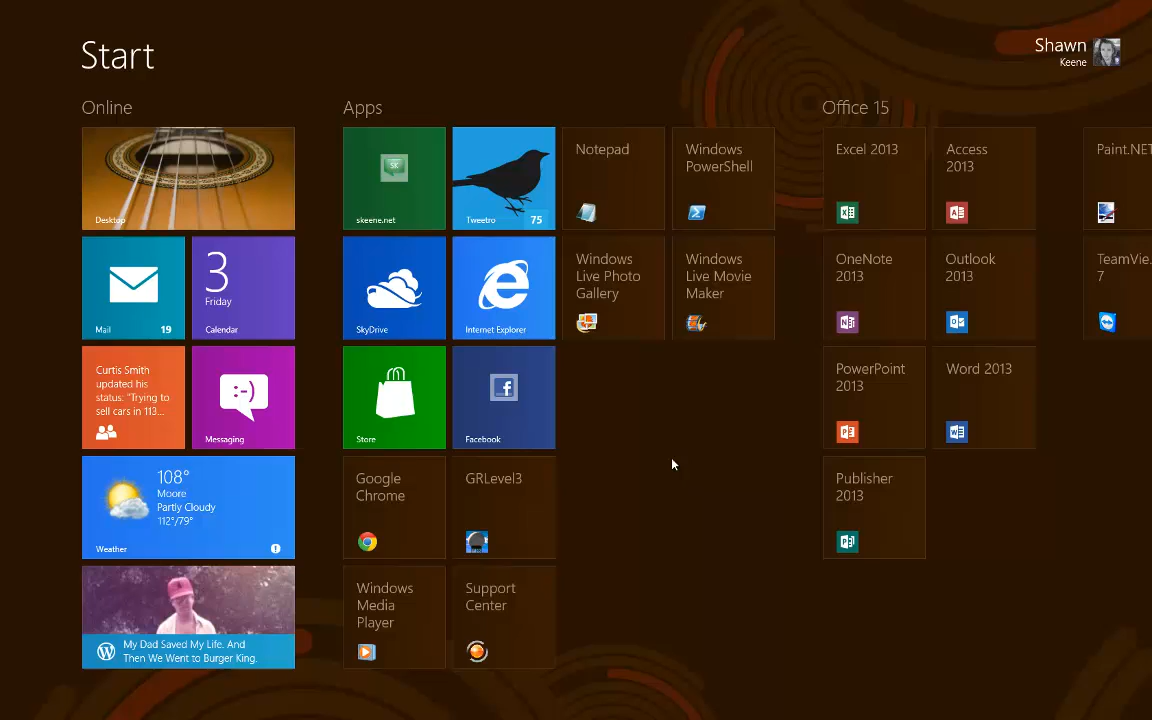 Start
Shawn
Keene
Online
Apps
Office 15
Desktop
Mail
19
3
Friday
Calendar
Curtis Smith
updated his
status: "Trying to
sell cars in 113...
Messaging
108°
Moore
Partly Cloudy
112°/79°
Weather
My Dad Saved My Life. And
Then We Went to Burger King.
SK
skeene.net
Tweetro
75
Notepad
Windows
PowerShell
SkyDrive
Internet Explorer
Windows
Live Photo
Gallery
Windows
Live Movie
Maker
Store
Facebook
Google
Chrome
GRLevel3
Windows
Media
Player
Support
Center
Excel 2013
Access
2013
OneNote
2013
Outlook
2013
PowerPoint
2013
Word 2013
Publisher
2013
Paint.NET
TeamVie...
7